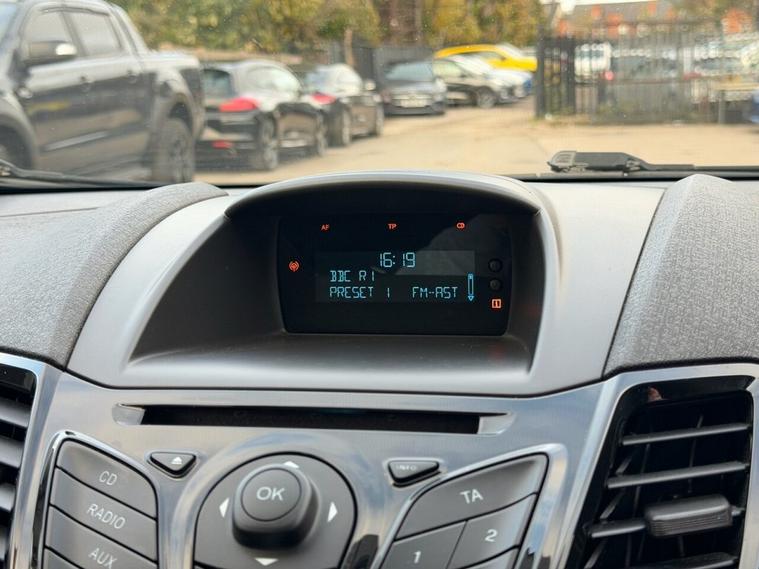 AF TP CD
16:19
BBC R1
PRESET 1 FM-AST
i
CD
INFO
OK
TA
RADIO
1 2
AUX